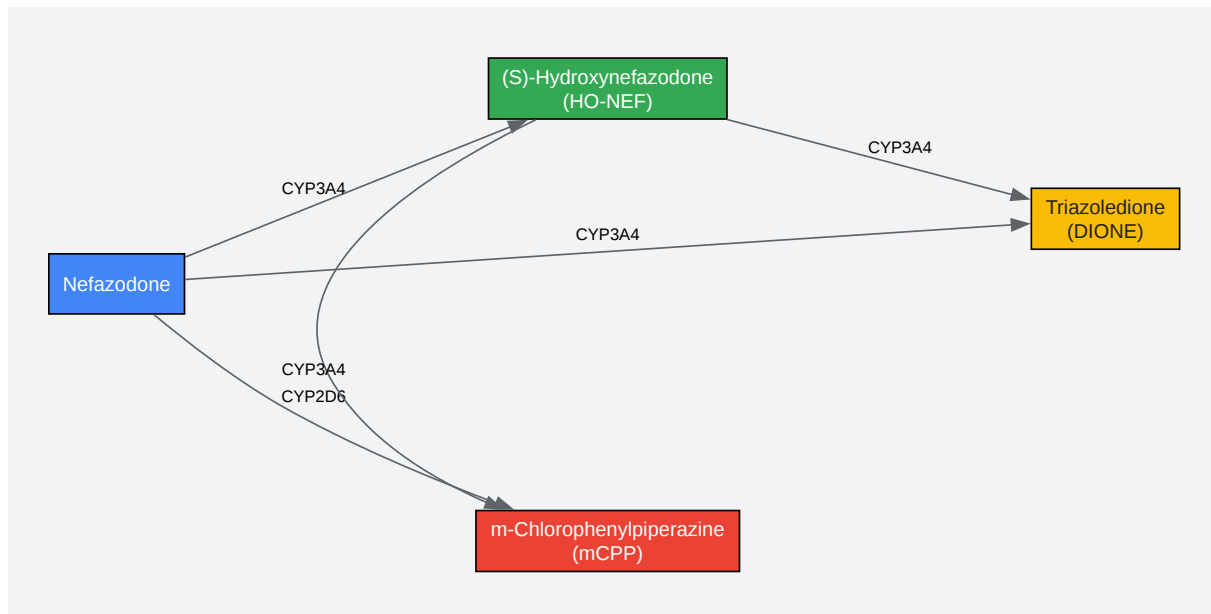 (S)-Hydroxynefazodone
(HO-NEF)
CYP3A4
CYP3A4
Triazoledione
(DIONE)
CYP3A4
Nefazodone
CYP3A4
CYP2D6
m-Chlorophenylpiperazine
(mCPP)